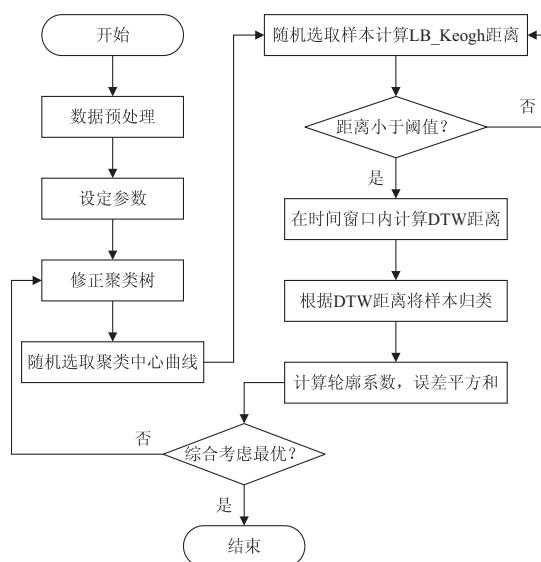 开始
数据预处理
设定参数
修正聚类树
随机选取聚类中心曲线
随机选取样本计算LB_Keogh距离
距离小于阈值?
否
是
在时间窗口内计算DTW距离
根据DTW距离将样本归类
计算轮廓系数，误差平方和
综合考虑最优?
否
是
结束